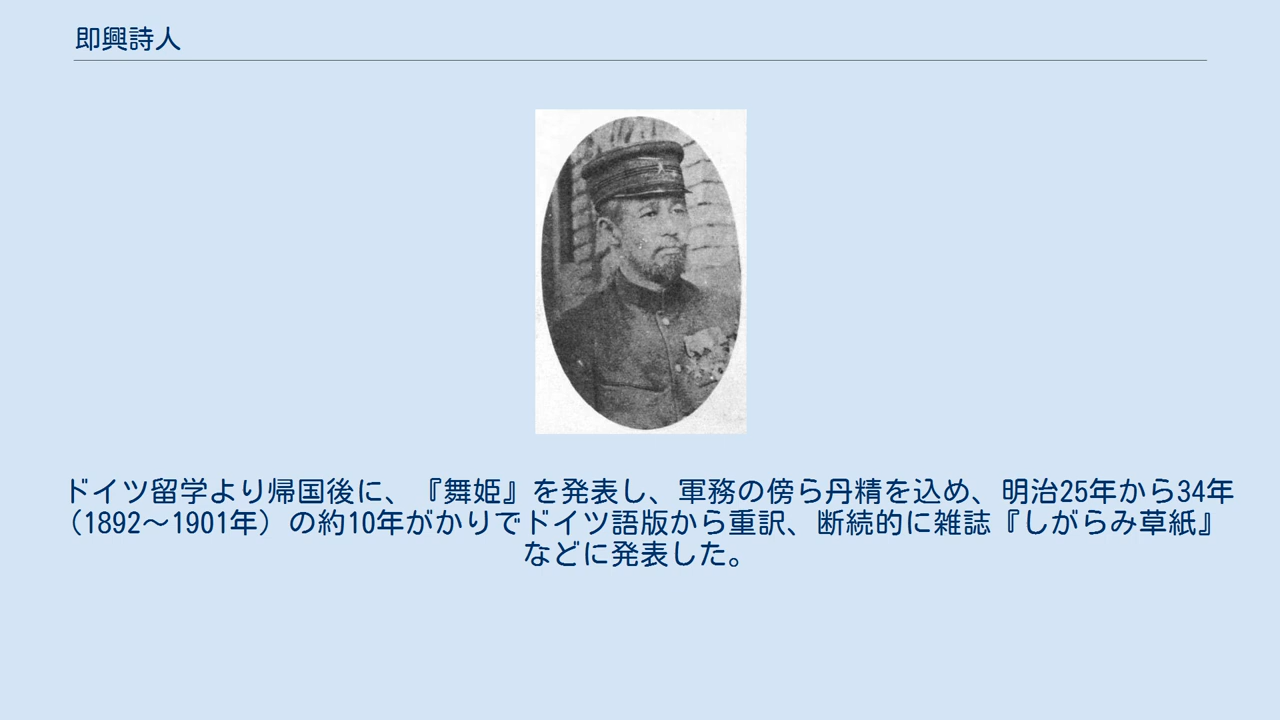 即興詩人
ドイツ留学より帰国後に、『舞姫』を発表し、軍務の傍ら丹精を込め、明治25年から34年
（1892～1901年）の約10年がかりでドイツ語版から重訳、断続的に雑誌『しがらみ草紙』
などに発表した。